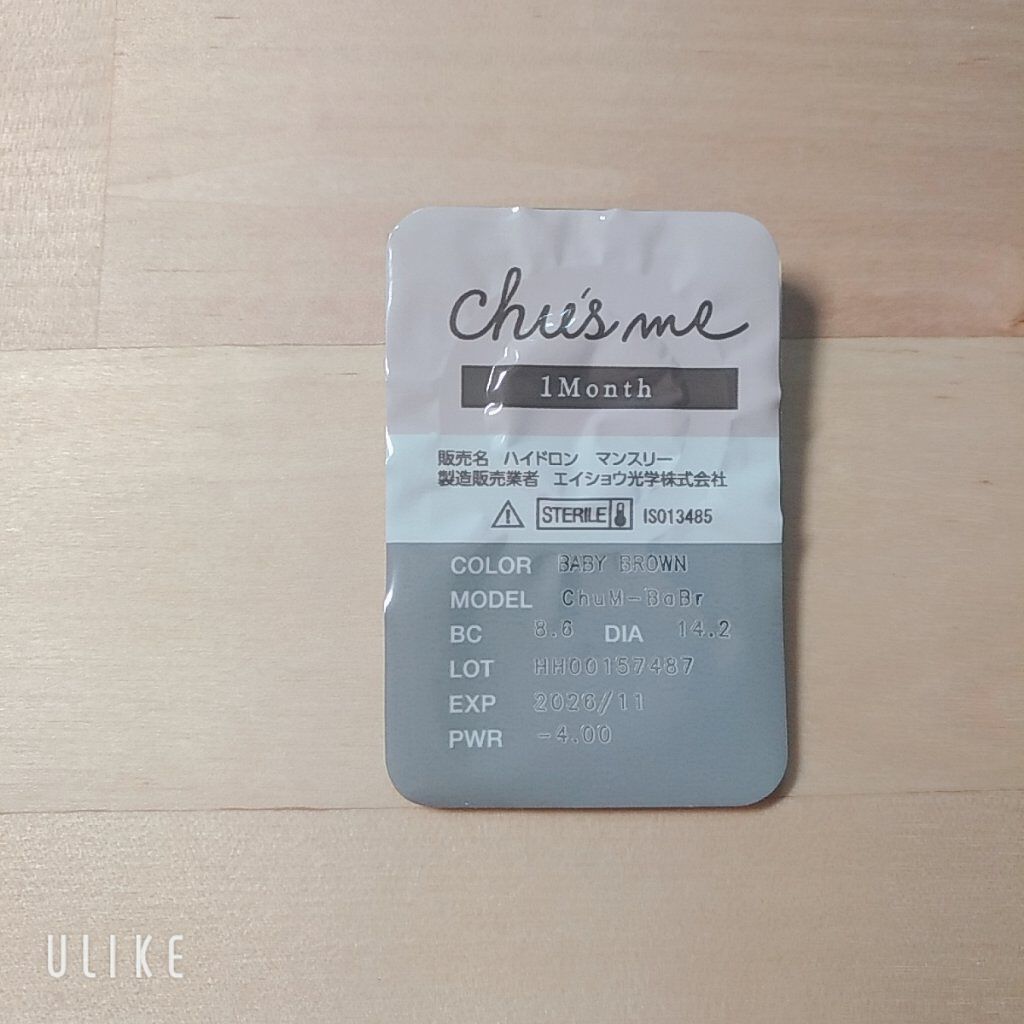 chu's me
1Month
販売名 ハイドロン マンスリー
製造販売業者 エイショウ光学株式会社
STERILE ISO13485
COLOR BABY BROWN
MODEL ChuM-BaBr
BC 8.6 DIA 14.2
LOT HH00157487
EXP 2026/11
PWR -4.00
ULIKE